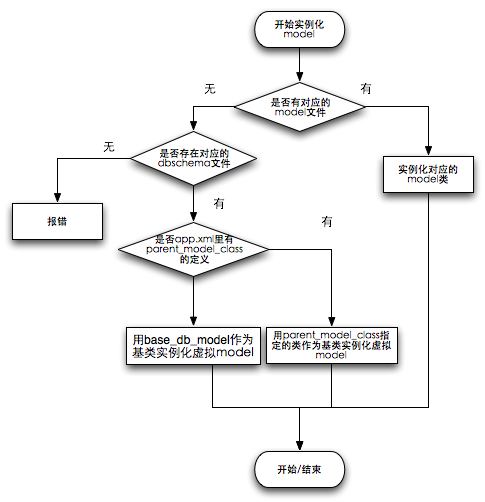 开始实例化
model
无
有
是否有对应的
model文件
无
是否存在对应的
dbschema文件
实例化对应的
model类
报错
有
有
是否app.xml里有
parent_model_class
的定义
用base_db_model作为
基类实例化虚拟model
用parent_model_class指
定的类作为基类实例化虚拟
model
开始/结束